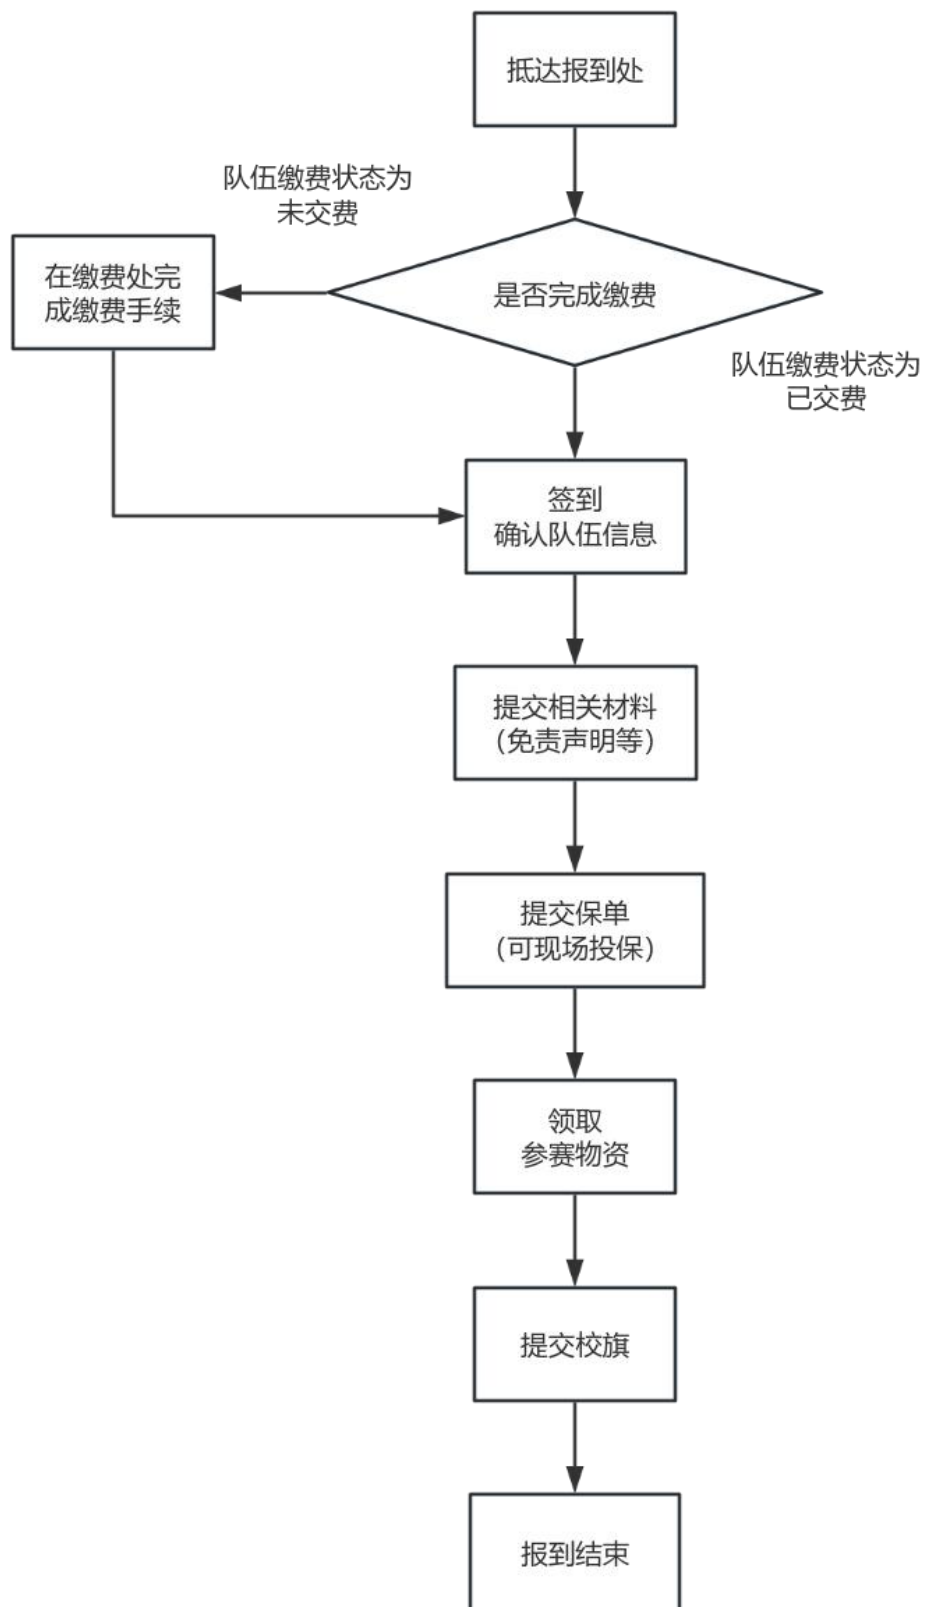 抵达报到处
队伍缴费状态为
未交费
在缴费处完
成缴费手续
是否完成缴费
队伍缴费状态为
已交费
签到
确认队伍信息
提交相关材料
（免责声明等）
提交保单
（可现场投保）
领取
参赛物资
提交校旗
报到结束